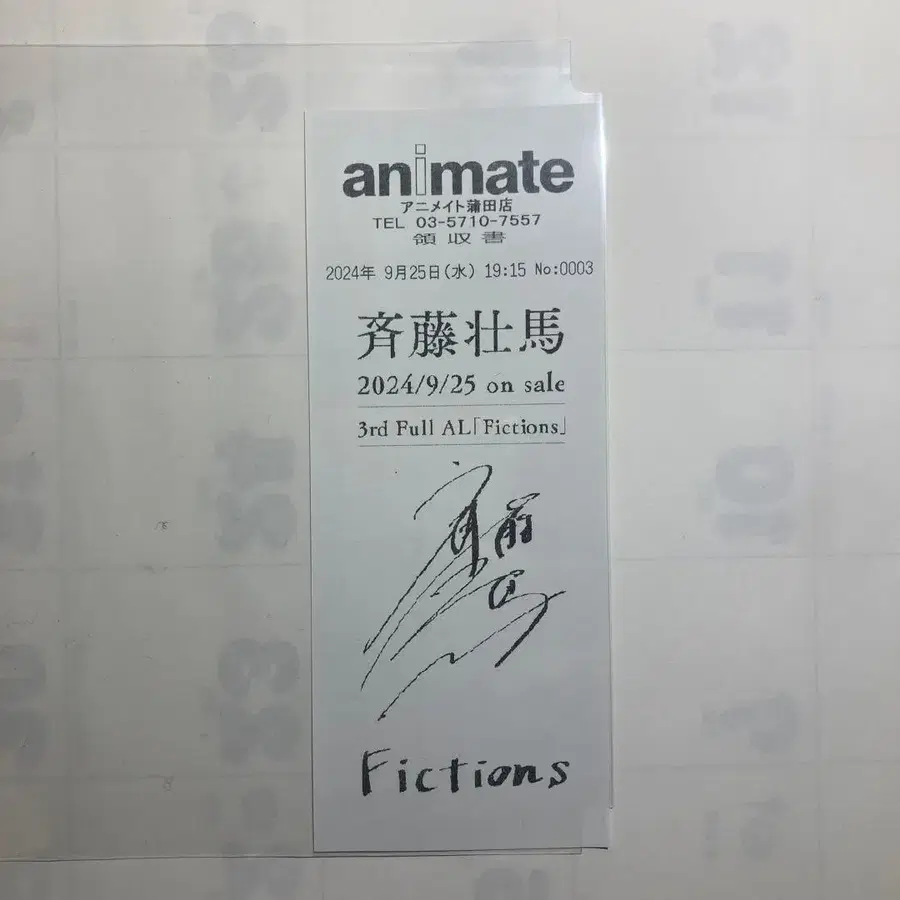 animate
アニメイト蒲田店
TEL 03-5710-7557
領収書
2024年 9月25日(水) 19:15 No:0003
斉藤壮馬
2024/9/25 on sale
3rd Full AL「Fictions」
Fictions